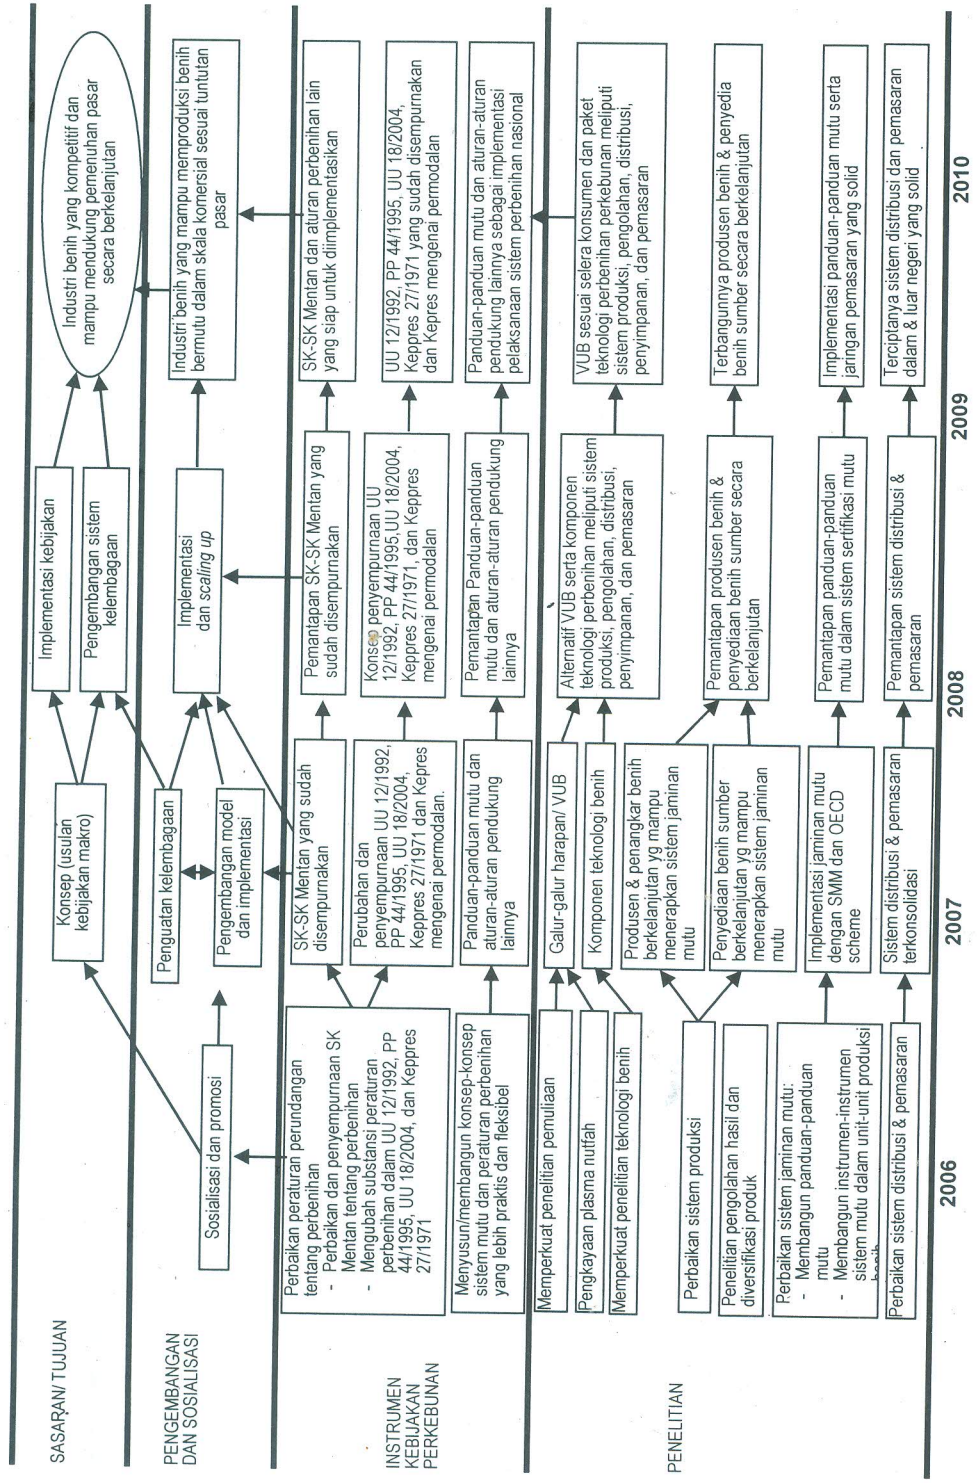 SASARAN/ TUJUAN
Konsep (usulan
kebijakan makro)
Implementasi kebijakan
Pengembangan sistem
kelembagaan
Industri benih yang kompetitif dan
mampu mendukung pemenuhan pasar
secara berkelanjutan
PENGEMBANGAN
DAN SOSIALISASI
Sosialisasi dan promosi
Penguatan kelembagaan
Pengembangan model
dan implementasi
Implementasi
dan scaling up
Industri benih yang mampu memproduksi benih
bermutu dalam skala komersial sesuai tuntutan
pasar
INSTRUMEN
KEBIJAKAN
PERKEBUNAN
Perbaikan peraturan perundangan
tentang perbenihan
- Perbaikan dan penyempurnaan SK
Mentan tentang perbenihan
- Mengubah substansi peraturan
perbenihan dalam UU 12/1992, PP
44/1995, UU 18/2004, dan Keppres
27/1971
Menyusun/membangun konsep-konsep
sistem mutu dan peraturan perbenihan
yang lebih praktis dan fleksibel
SK-SK Mentan yang sudah
disempurnakan
Perubahan dan
penyempurnaan UU 12/1992,
PP 44/1995, UU 18/2004,
Keppres 27/1971 dan Kepres
mengenai permodalan.
Panduan-panduan mutu dan
aturan-aturan pendukung
lainnya
Pemantapan SK-SK Mentan yang
sudah disempurnakan
Konsep penyempurnaan UU
12/1992, PP 44/1995,UU 18/2004,
Keppres 27/1971, dan Keppres
mengenai permodalan
Pemantapan Panduan-panduan
mutu dan aturan-aturan pendukung
lainnya
SK-SK Mentan dan aturan perbenihan lain
yang siap untuk diimplementasikan
UU 12/1992, PP 44/1995, UU 18/2004,
Keppres 27/1971 yang sudah disempurnakan
dan Kepres mengenai permodalan
Panduan-panduan mutu dan aturan-aturan
pendukung lainnya sebagai implementasi
pelaksanaan sistem perbenihan nasional
PENELITIAN
Memperkuat penelitian pemuliaan
Pengkayaan plasma nutfah
Memperkuat penelitian teknologi benih
Perbaikan sistem produksi
Penelitian pengolahan hasil dan
diversifikasi produk
Perbaikan sistem jaminan mutu:
- Membangun panduan-panduan
mutu
- Membangun instrumen-instrumen
sistem mutu dalam unit-unit produksi
benih
Perbaikan sistem distribusi & pemasaran
Galur-galur harapan/ VUB
Komponen teknologi benih
Produsen & penangkar benih
berkelanjutan yg mampu
menerapkan sistem jaminan
mutu
Penyediaan benih sumber
berkelanjutan yg mampu
menerapkan sistem jaminan
mutu
Implementasi jaminan mutu
dengan SMM dan OECD
scheme
Sistem distribusi & pemasaran
terkonsolidasi
Alternatif VUB serta komponen
teknologi perbenihan meliputi sistem
produksi, pengolahan, distribusi,
penyimpanan, dan pemasaran
Pemantapan produsen benih &
penyediaan benih sumber secara
berkelanjutan
Pemantapan panduan-panduan
mutu dalam sistem sertifikasi mutu
Pemantapan sistem distribusi &
pemasaran
VUB sesuai selera konsumen dan paket
teknologi perbenihan perkebunan meliputi
sistem produksi, pengolahan, distribusi,
penyimpanan, dan pemasaran
Terbangunnya produsen benih & penyedia
benih sumber secara berkelanjutan
Implementasi panduan-panduan mutu serta
jaringan pemasaran yang solid
Terciptanya sistem distribusi dan pemasaran
dalam & luar negeri yang solid
2006
2007
2008
2009
2010